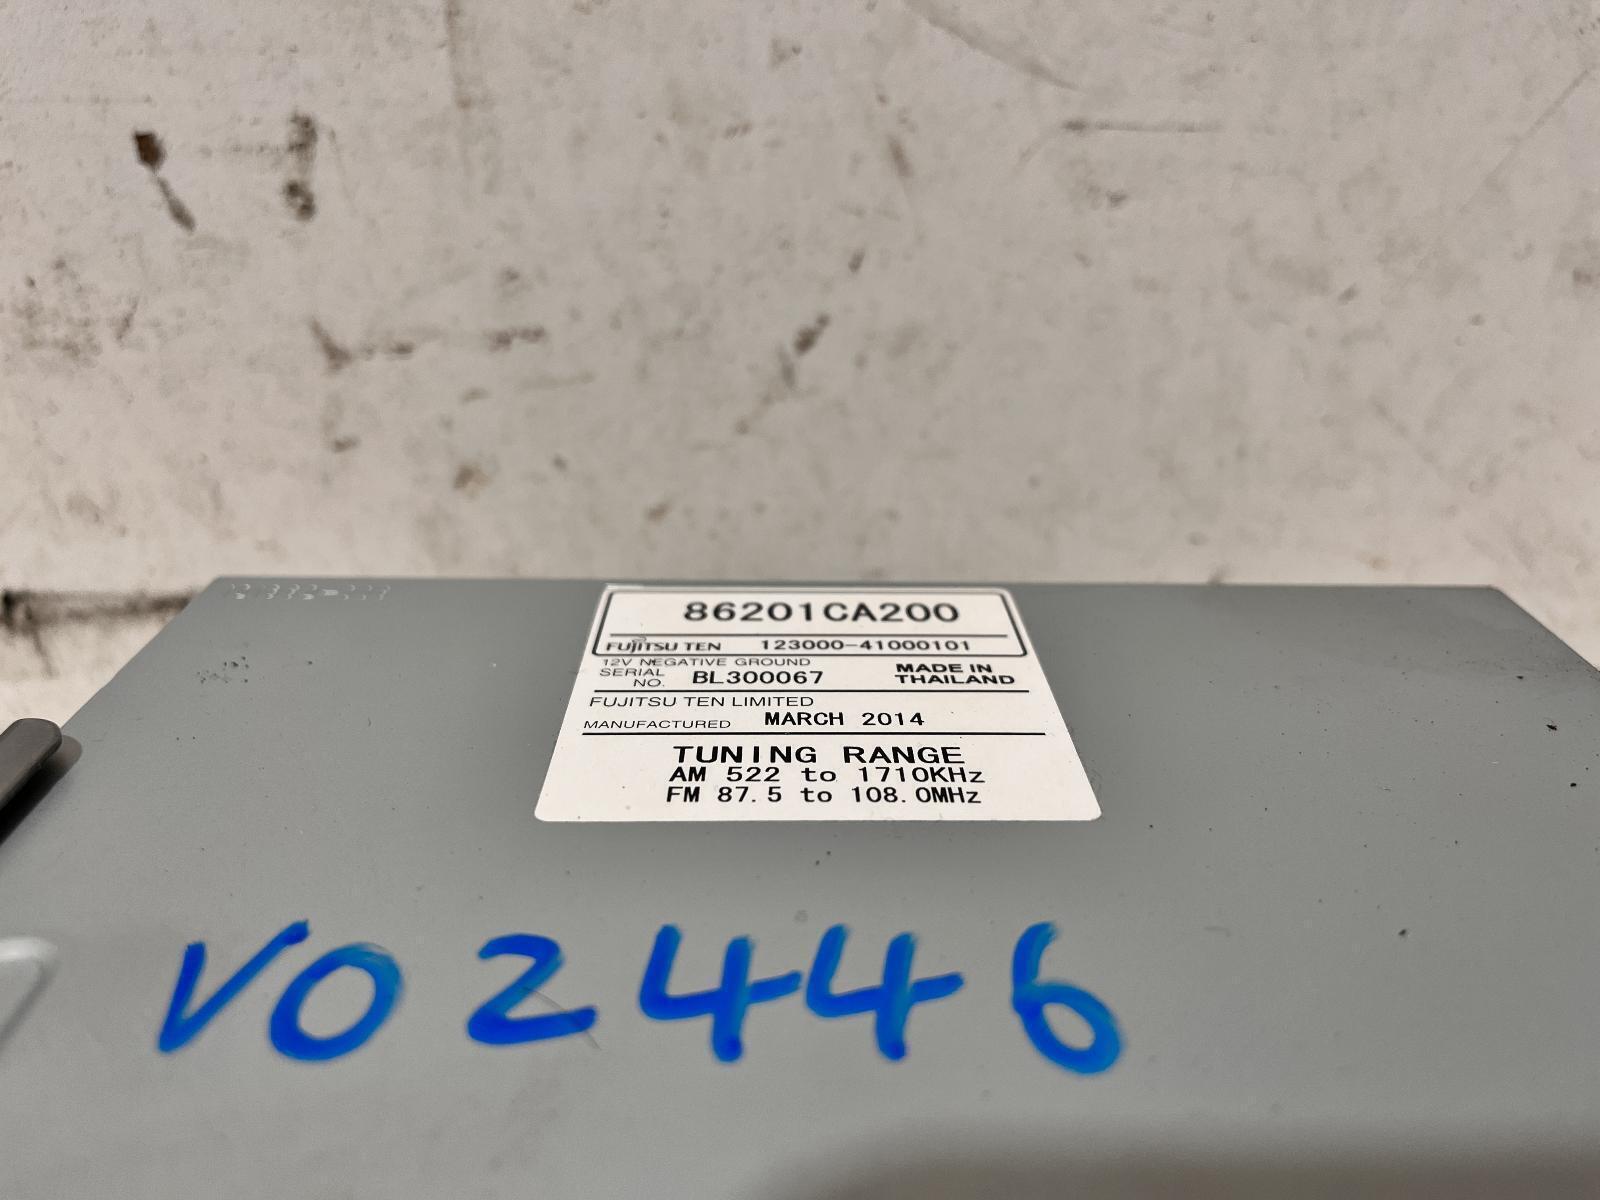 86201CA200
FUJITSU TEN 123000-41000101
12V NEGATIVE GROUND
SERIAL NO. BL300067
MADE IN THAILAND
FUJITSU TEN LIMITED
MANUFACTURED MARCH 2014
TUNING RANGE
AM 522 to 1710KHz
FM 87.5 to 108.0MHz
V02446